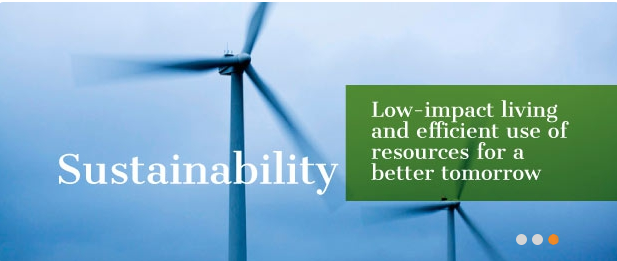 Sustainability
Low-impact living
and efficient use of
resources for a
better tomorrow